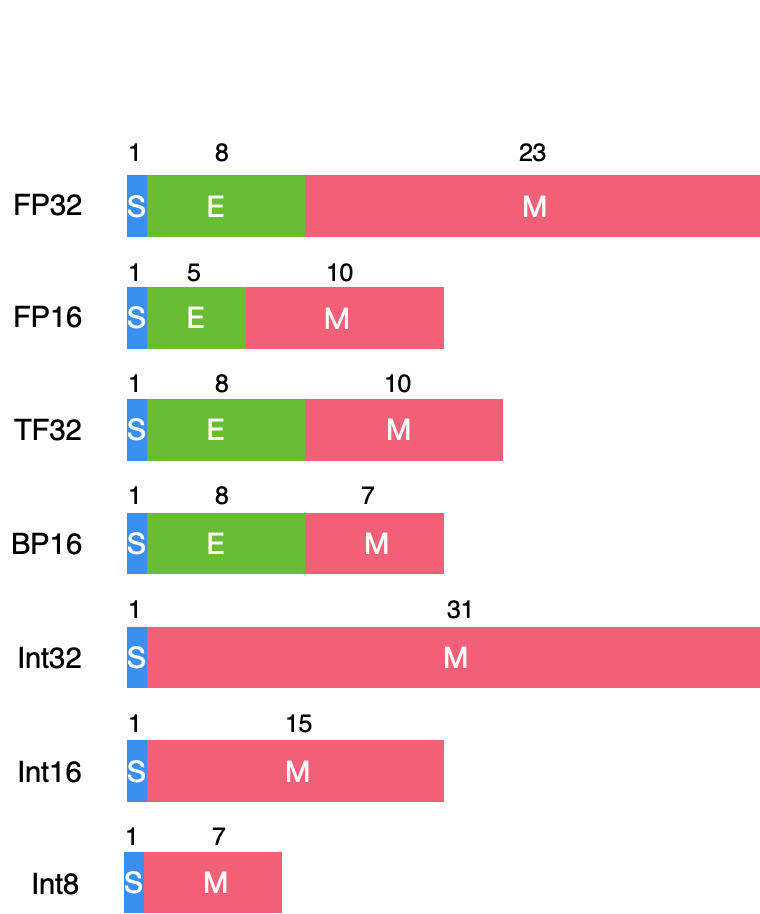 1 8 23
FP32 S E M
1 5 10
FP16 S E M
1 8 10
TF32 S E M
1 8 7
BP16 S E M
1 31
Int32 S M
1 15
Int16 S M
1 7
Int8 S M